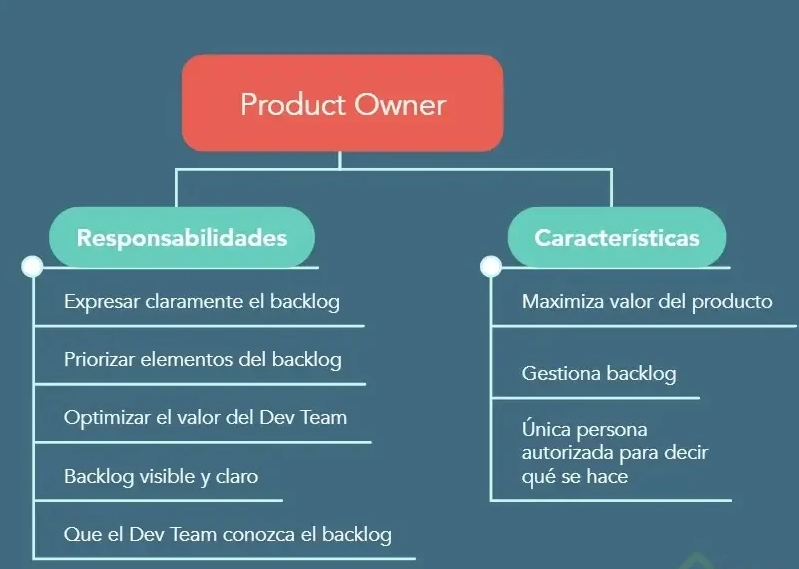 Product Owner
Responsabilidades
Expresar claramente el backlog
Priorizar elementos del backlog
Optimizar el valor del Dev Team
Backlog visible y claro
Que el Dev Team conozca el backlog
Características
Maximiza valor del producto
Gestiona backlog
Única persona
autorizada para decir
qué se hace